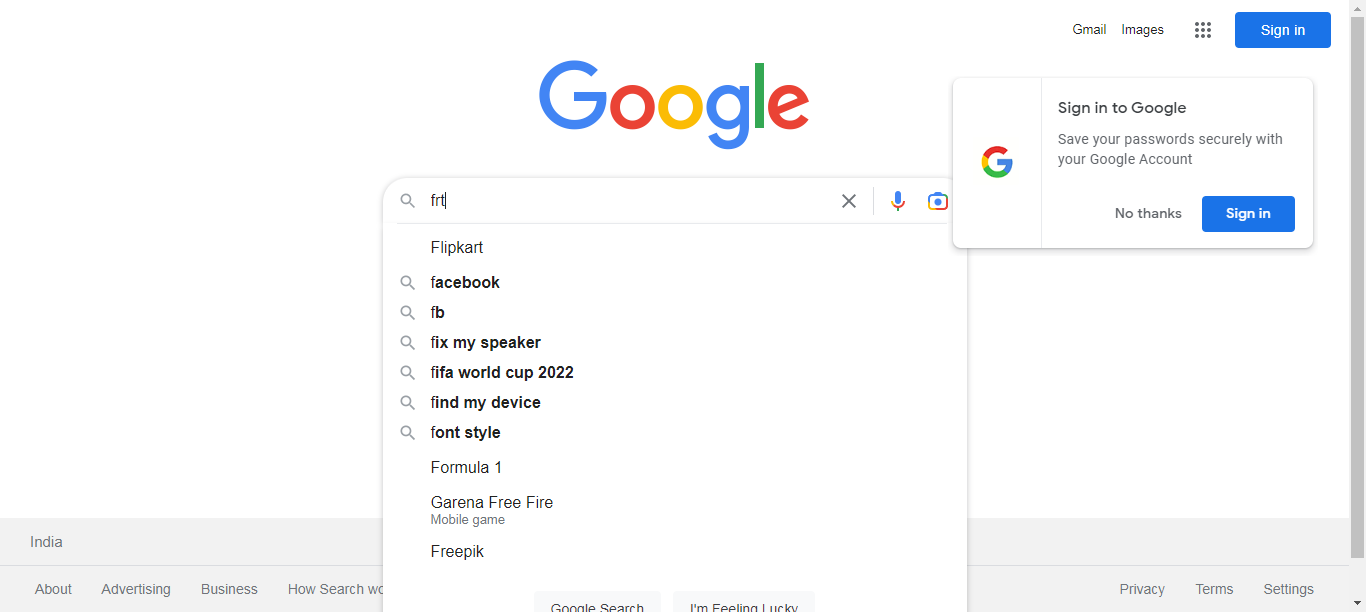 Gmail Images Sign in
Google
Sign in to Google
Save your passwords securely with
your Google Account
No thanks Sign in
frt
Flipkart
facebook
fb
fix my speaker
fifa world cup 2022
find my device
font style
Formula 1
Garena Free Fire
Mobile game
Freepik
Google Search I'm Feeling Lucky
India
About Advertising Business How Search wo
Privacy Terms Settings